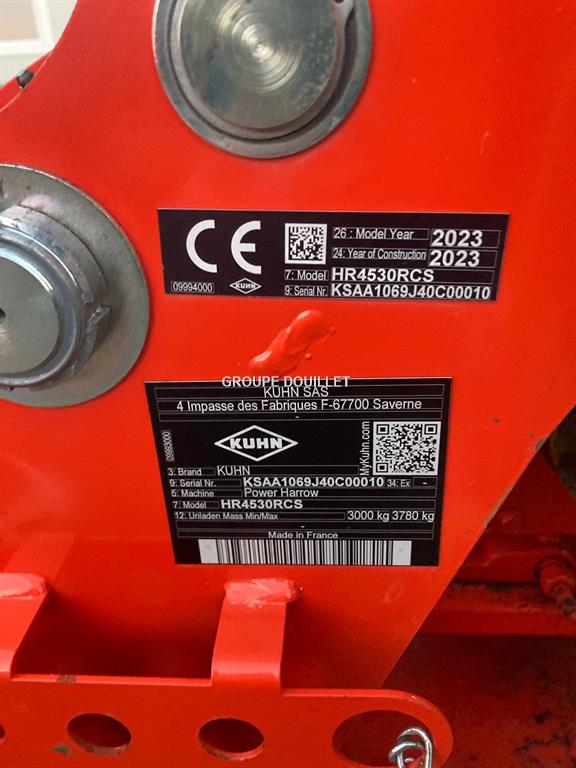 CE
26 : Model Year 2023
24: Year of Construction 2023
7: Model HR4530RCS
09994000 KUHN 9: Serial Nr. KSAA1069J40C00010
GROUPE DOUILLET
KUHN SAS
4 Impasse des Fabriques F-67700 Saverne
-
09993000
KUHN
MyKuhn.com
3: Brand KUHN
9: Serial Nr. KSAA1069J40C00010 34: Ex -
5: Machine Power Harrow
7: Model HR4530RCS
12: Unladen Mass Min/Max 3000 kg 3780 kg
-
Made in France